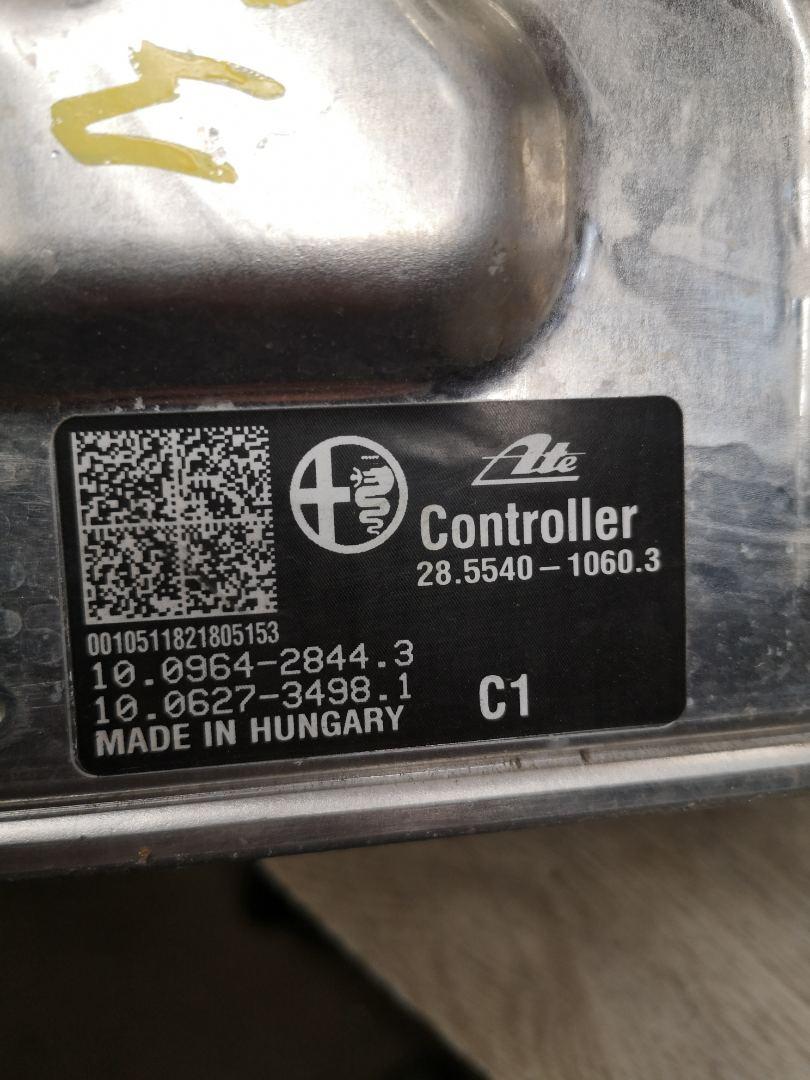 Ate
Controller
28.5540 – 1060.3
0010511821805153
10.0964-2844.3
10.0627-3498.1
C1
MADE IN HUNGARY